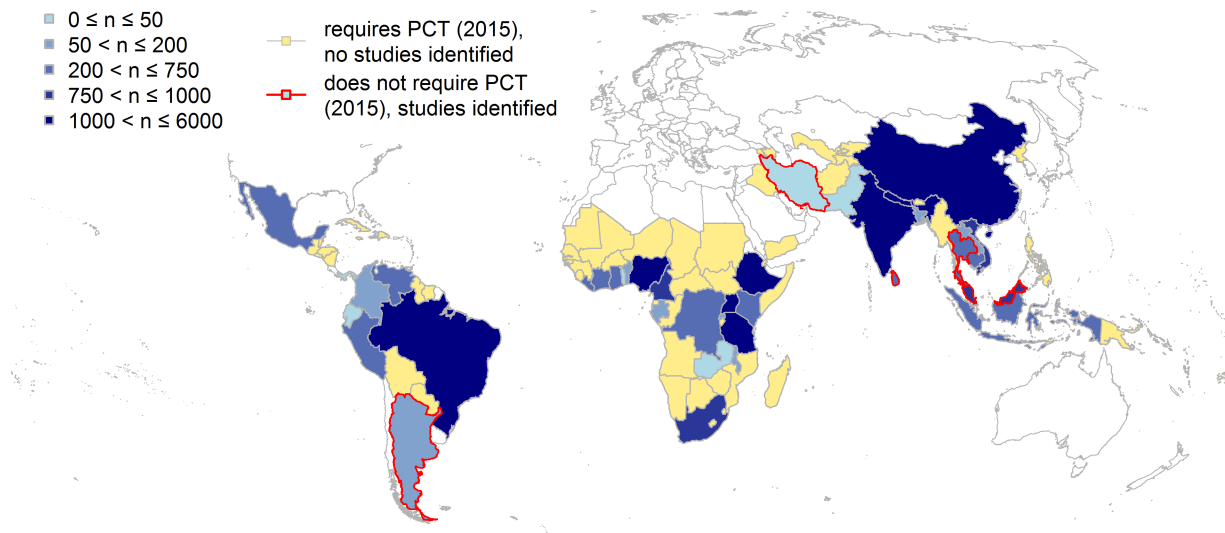 0 ≤ n ≤ 50
50 < n ≤ 200
200 < n ≤ 750
750 < n ≤ 1000
1000 < n ≤ 6000
requires PCT (2015),
no studies identified
does not require PCT
(2015), studies identified